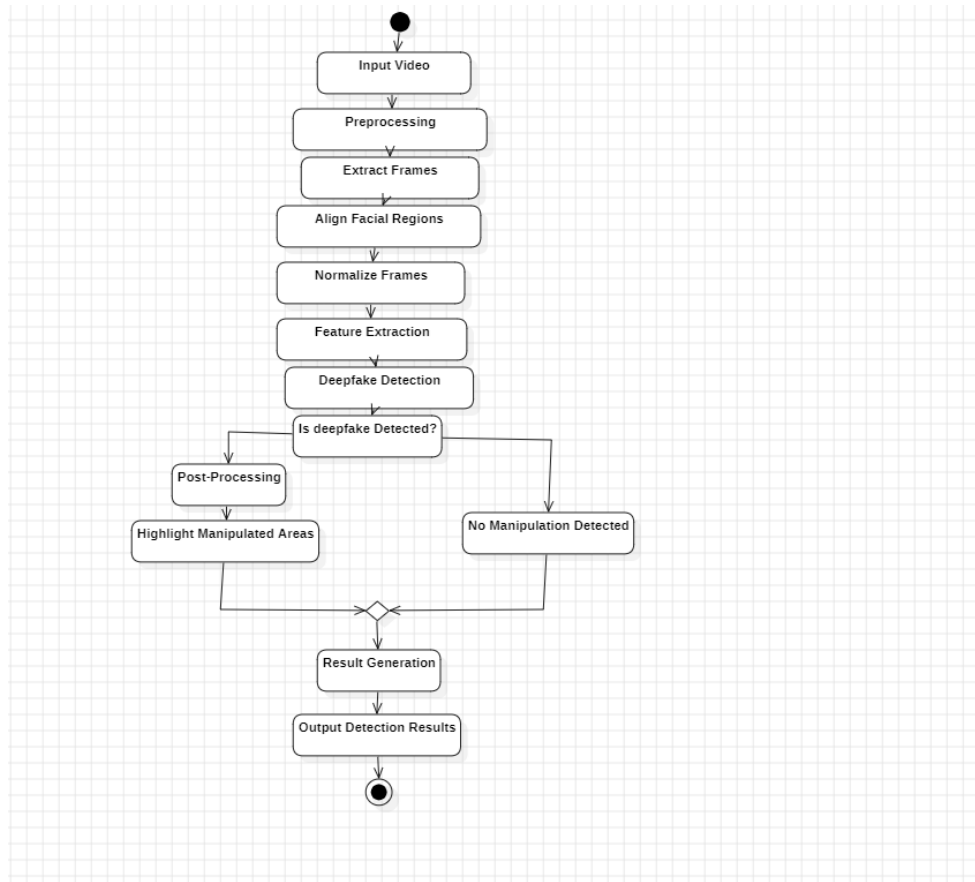 Input Video
Preprocessing
Extract Frames
Align Facial Regions
Normalize Frames
Feature Extraction
Deepfake Detection
Is deepfake Detected?
Post-Processing
Highlight Manipulated Areas
No Manipulation Detected
Result Generation
Output Detection Results